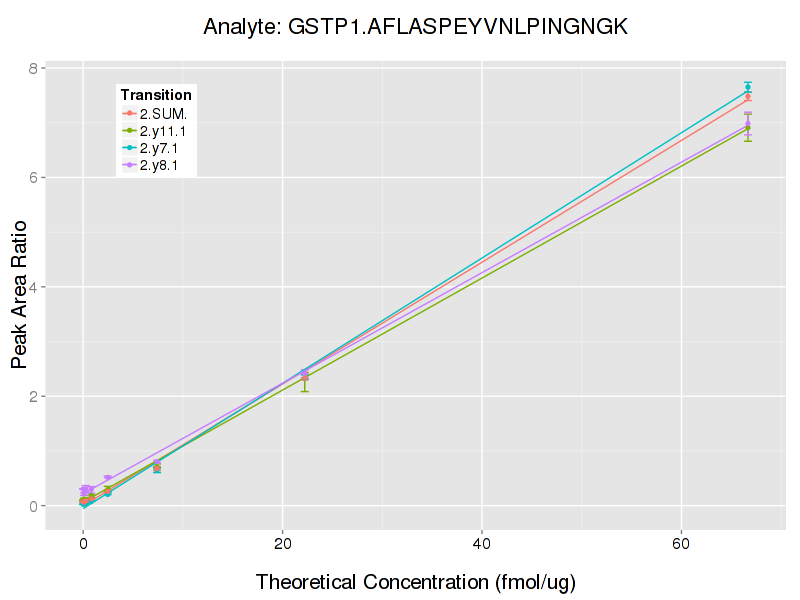 Analyte: GSTP1.AFLASPEYVNLPINGNGK
Transition
2.SUM.
2.y11.1
2.y7.1
2.y8.1
Peak Area Ratio
8
6
4
2
0
0 20 40 60
Theoretical Concentration (fmol/ug)